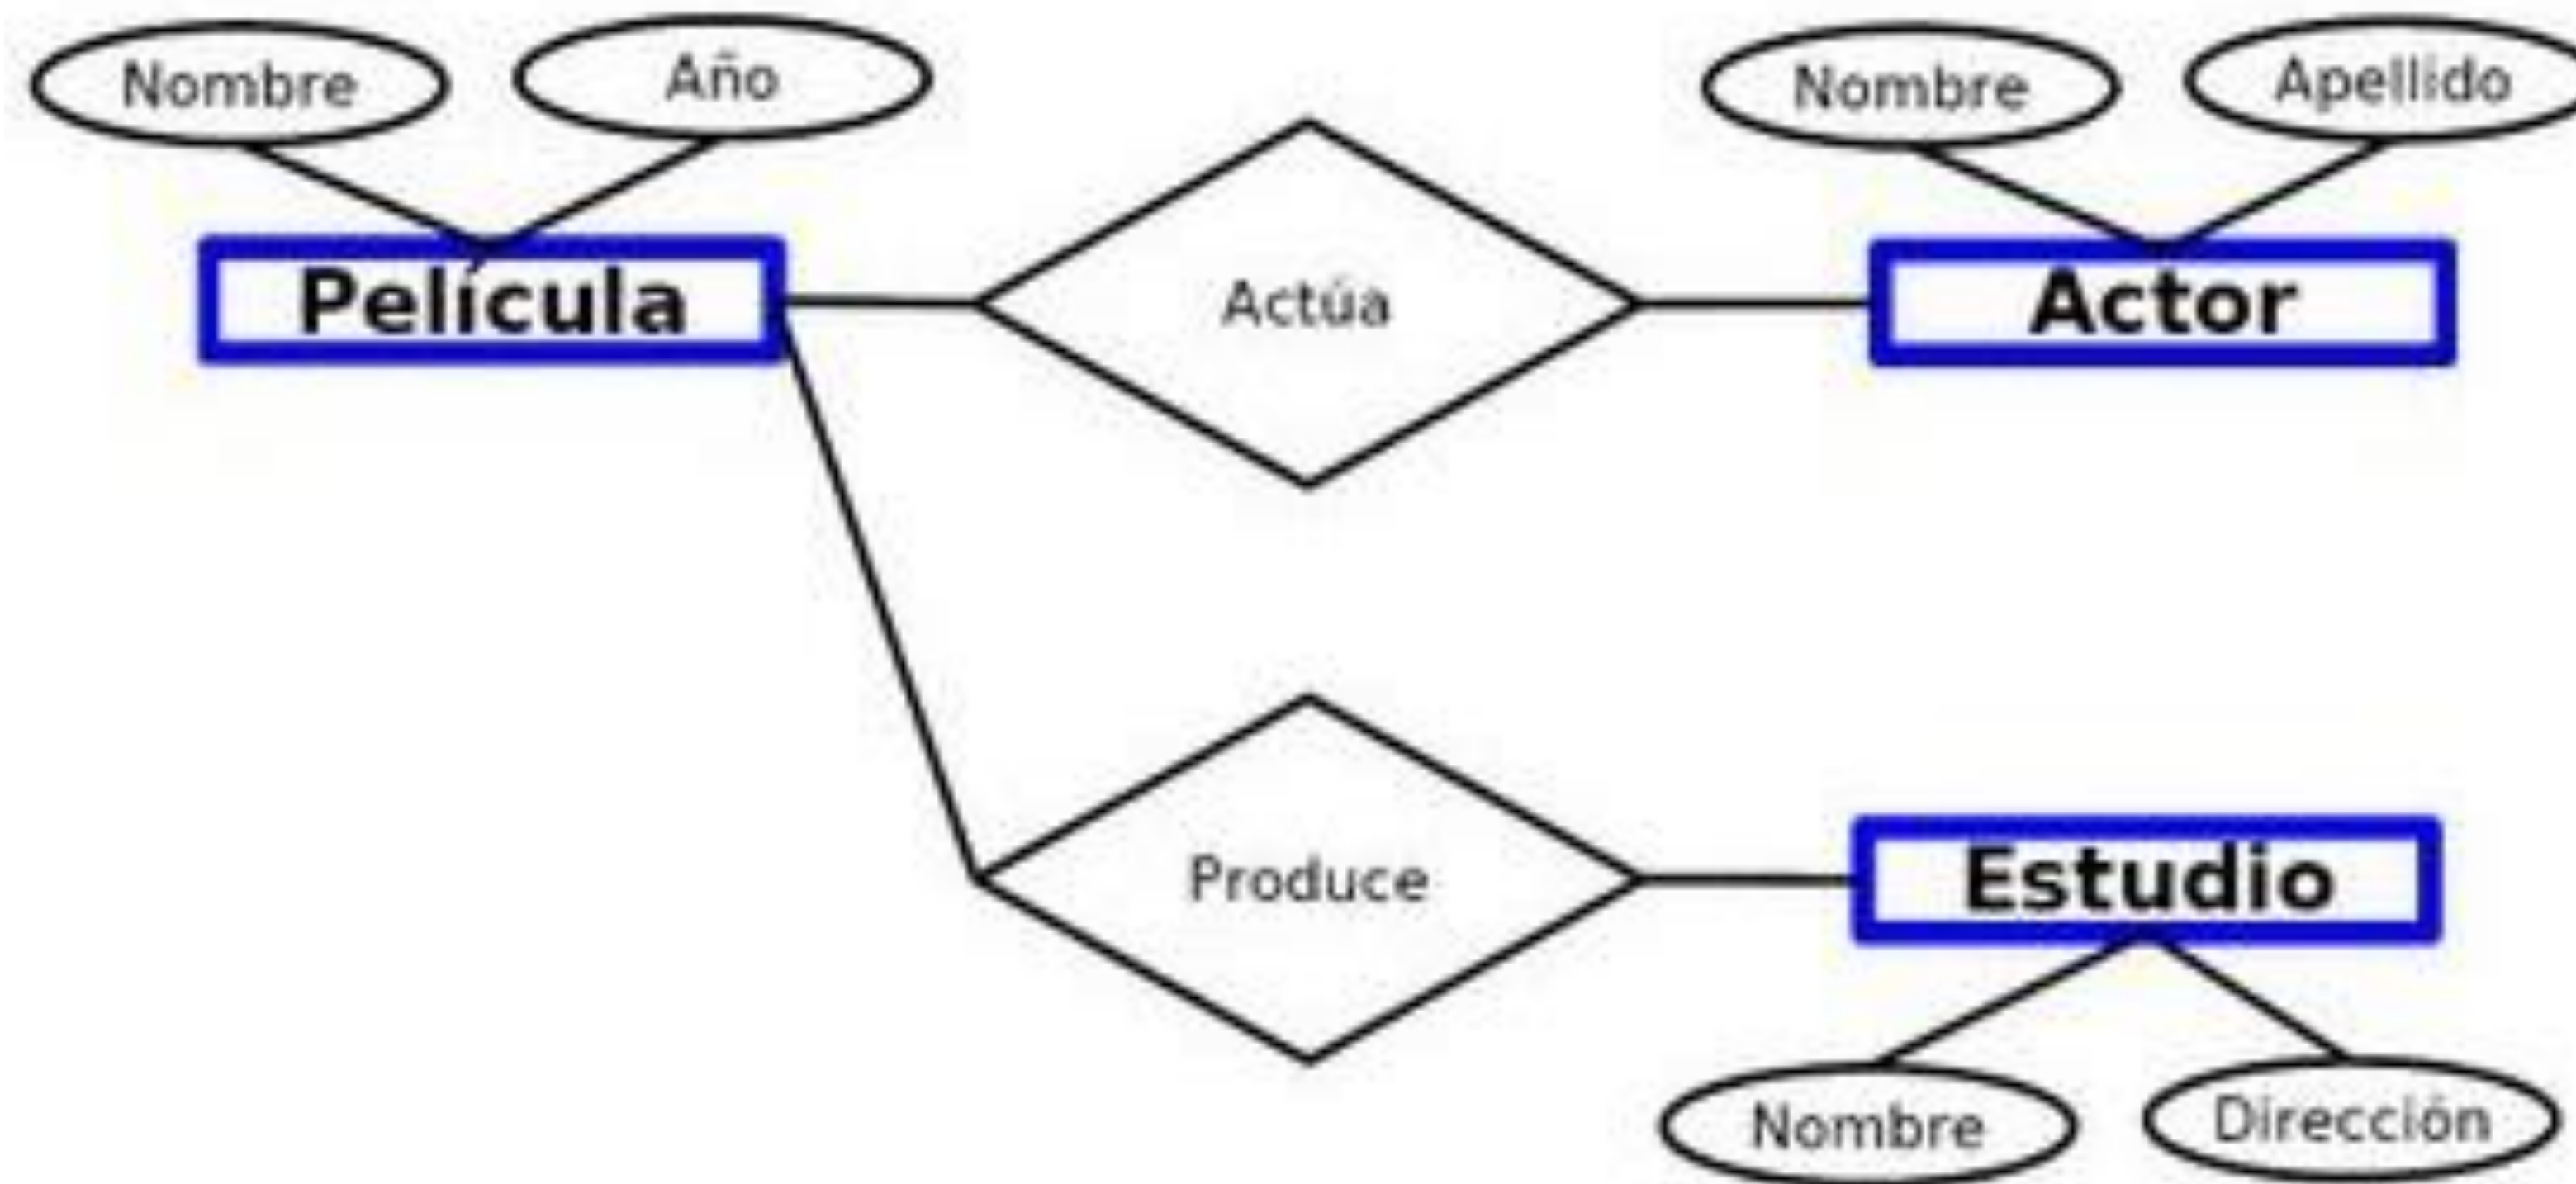 Nombre
Año
Nombre
Apellido
Película
Actúa
Actor
Produce
Estudio
Nombre
Dirección